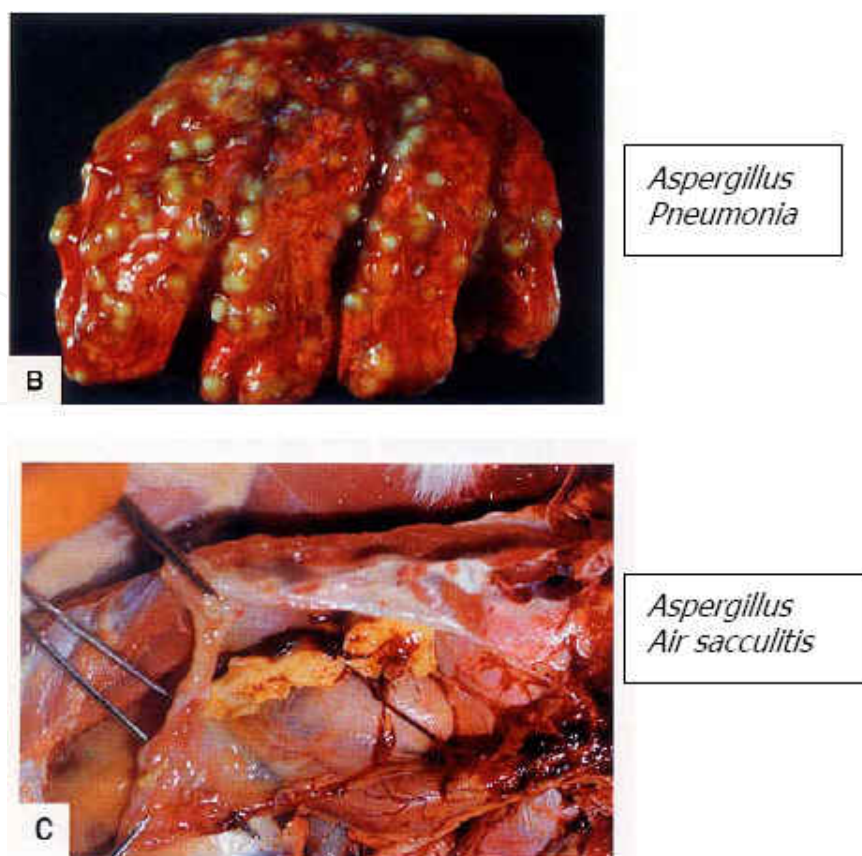 Aspergillus
Pneumonia
B
Aspergillus
Air sacculitis
C